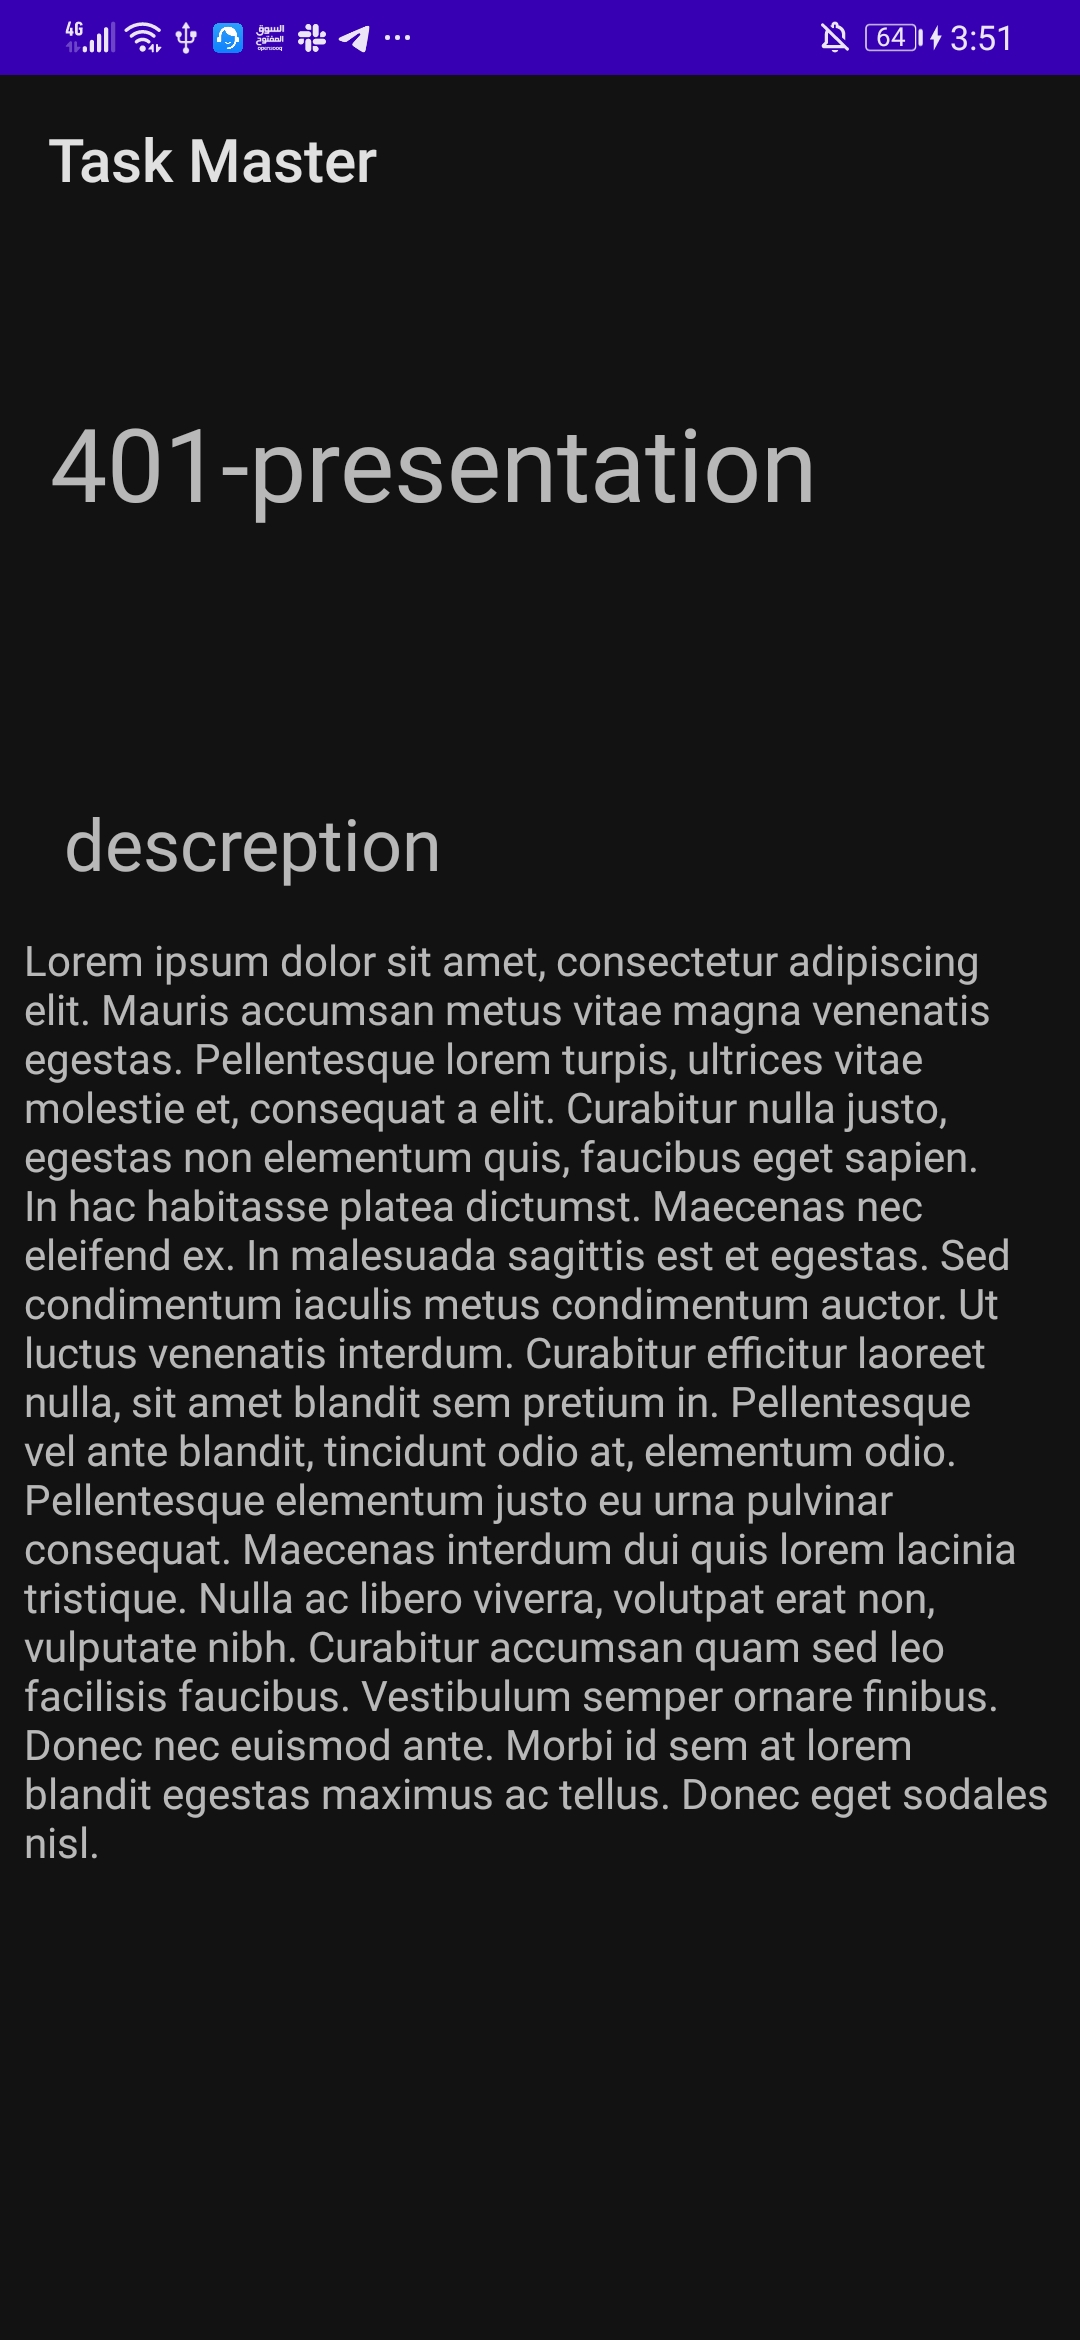 4G
السوق
المفتوح
opensooq
64
3:51
Task Master
401-presentation
descreption
Lorem ipsum dolor sit amet, consectetur adipiscing
elit. Mauris accumsan metus vitae magna venenatis
egestas. Pellentesque lorem turpis, ultrices vitae
molestie et, consequat a elit. Curabitur nulla justo,
egestas non elementum quis, faucibus eget sapien.
In hac habitasse platea dictumst. Maecenas nec
eleifend ex. In malesuada sagittis est et egestas. Sed
condimentum iaculis metus condimentum auctor. Ut
luctus venenatis interdum. Curabitur efficitur laoreet
nulla, sit amet blandit sem pretium in. Pellentesque
vel ante blandit, tincidunt odio at, elementum odio.
Pellentesque elementum justo eu urna pulvinar
consequat. Maecenas interdum dui quis lorem lacinia
tristique. Nulla ac libero viverra, volutpat erat non,
vulputate nibh. Curabitur accumsan quam sed leo
facilisis faucibus. Vestibulum semper ornare finibus.
Donec nec euismod ante. Morbi id sem at lorem
blandit egestas maximus ac tellus. Donec eget sodales
nisl.